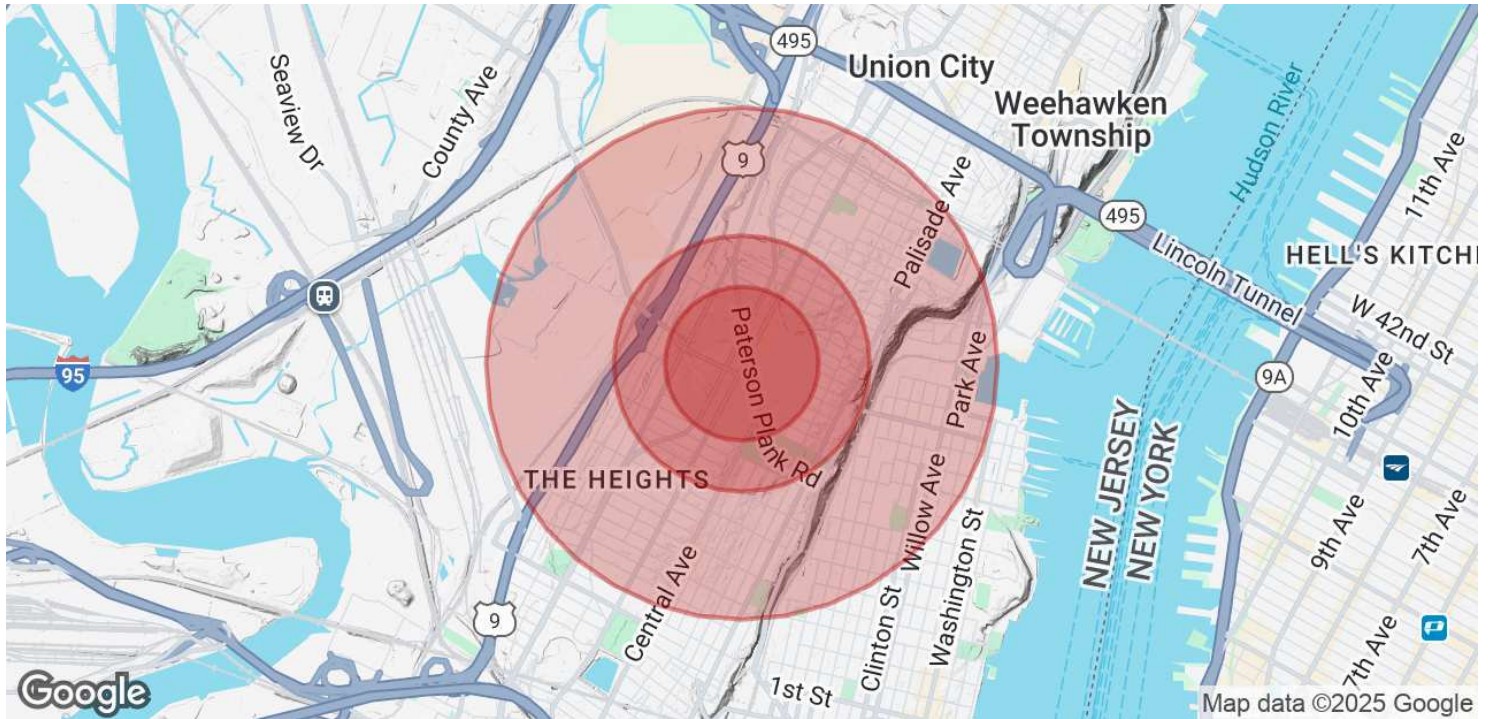 495
Union City
Weehawken
Township
Seaview Dr
County Ave
Hudson River
11th Ave
9
Palisade Ave
495
HELL'S KITCHE
Lincoln Tunnel
W 42nd St
95
Paterson Plank Rd
Park Ave
9A
10th Ave
NEW JERSEY
NEW YORK
THE HEIGHTS
Willow Ave
Washington St
9th Ave
7th Ave
Central Ave
Clinton St
9
7th Ave
1st St
Google
Map data ©2025 Google